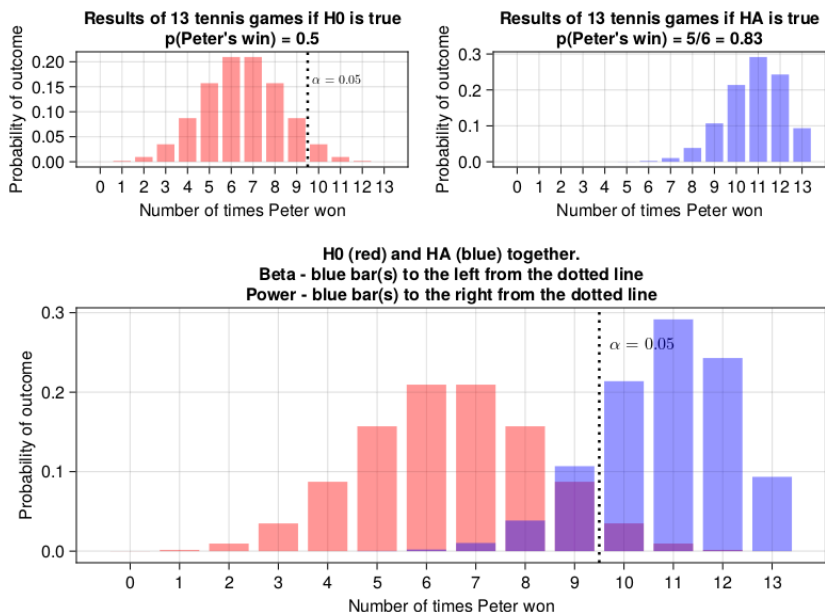 Results of 13 tennis games if H0 is true
p(Peter's win) = 0.5
Probability of outcome
0.20
0.15
0.10
0.05
0.00
α = 0.05
0 1 2 3 4 5 6 7 8 9 10 11 12 13
Number of times Peter won
Results of 13 tennis games if HA is true
p(Peter's win) = 5/6 = 0.83
Probability of outcome
0.3
0.2
0.1
0.0
0 1 2 3 4 5 6 7 8 9 10 11 12 13
Number of times Peter won
H0 (red) and HA (blue) together.
Beta - blue bar(s) to the left from the dotted line
Power - blue bar(s) to the right from the dotted line
Probability of outcome
0.3
0.2
0.1
0.0
α = 0.05
0 1 2 3 4 5 6 7 8 9 10 11 12 13
Number of times Peter won